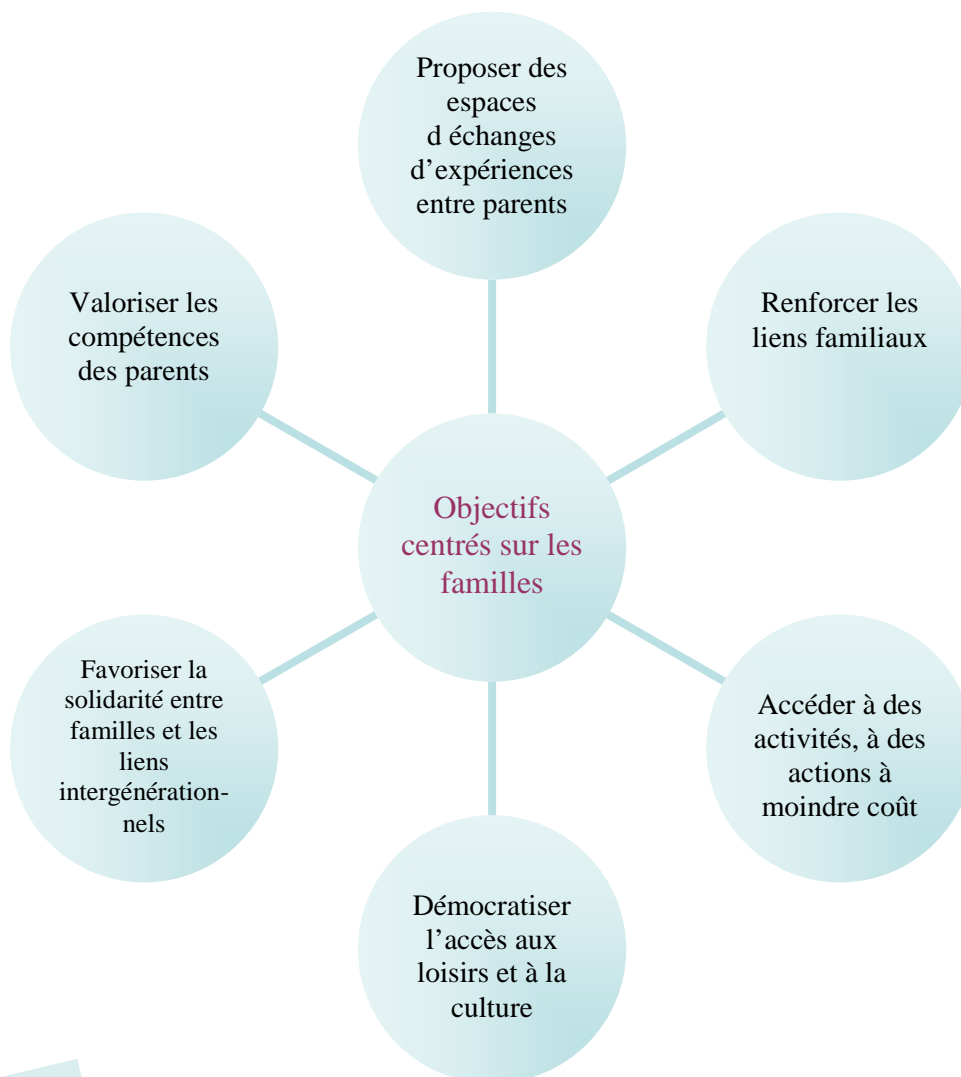 Proposer des
espaces
d échanges
d’expériences
entre parents
Valoriser les
compétences
des parents
Renforcer les
liens familiaux
Objectifs
centrés sur les
familles
Favoriser la
solidarité entre
familles et les
liens
intergénération-
nels
Accéder à des
activités, à des
actions à
moindre coût
Démocratiser
l’accès aux
loisirs et à la
culture